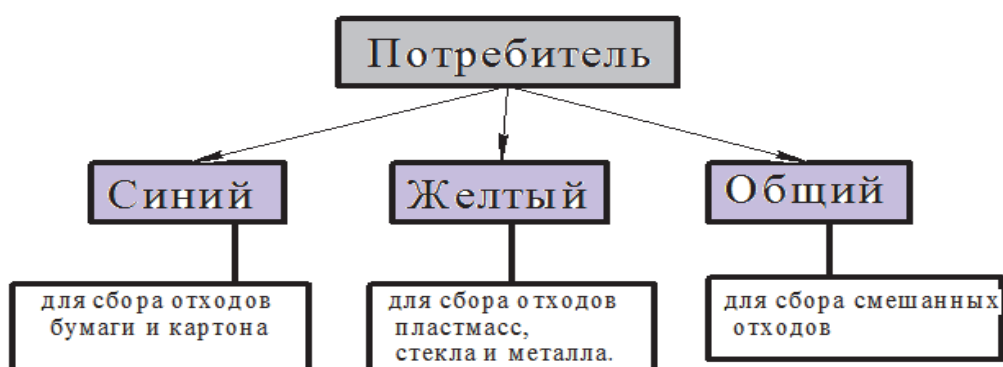 Потребитель
Синий
Желтый
Общий
для сбора отходов
бумаги и картона
для сбора отходов
пластмасс,
стекла и металла.
для сбора смешанных
отходов